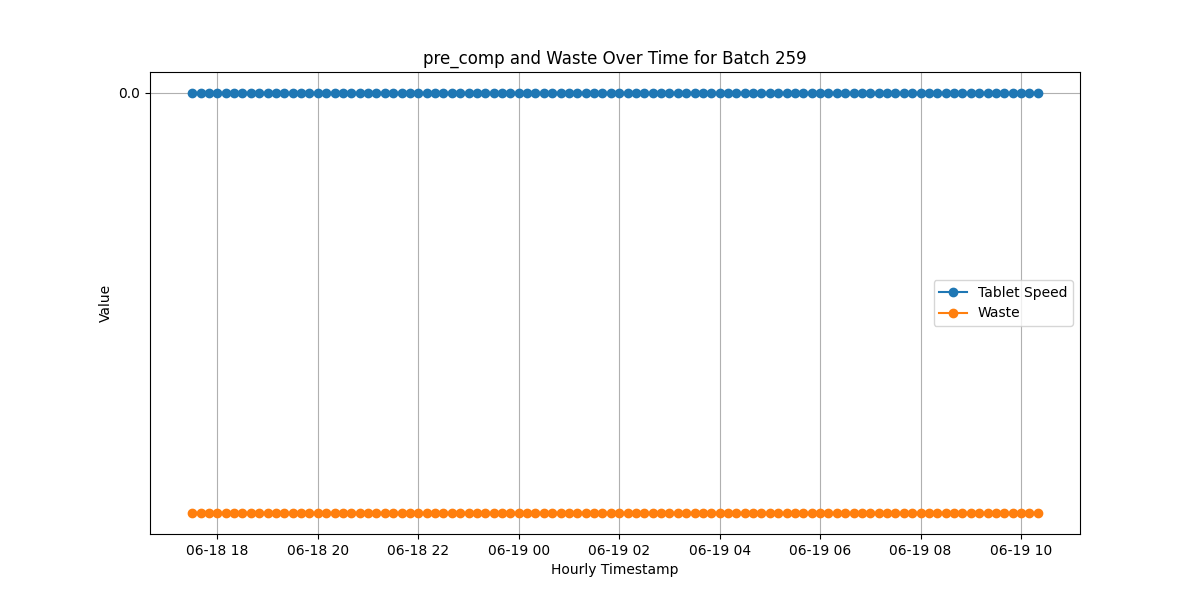 pre_comp and Waste Over Time for Batch 259
0.0
Value
Tablet Speed
Waste
06-18 18 06-18 20 06-18 22 06-19 00 06-19 02 06-19 04 06-19 06 06-19 08 06-19 10
Hourly Timestamp